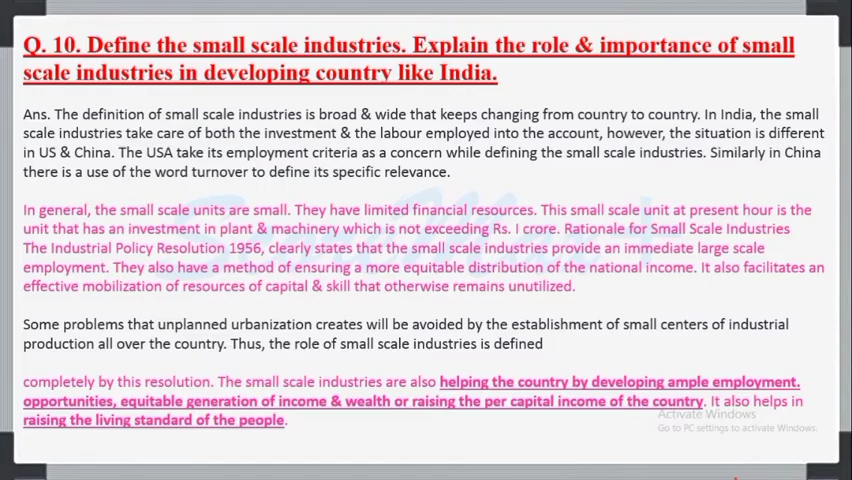 Q. 10. Define the small scale industries. Explain the role & importance of small
scale industries in developing country like India.
Ans. The definition of small scale industries is broad & wide that keeps changing from country to country. In India, the small
scale industries take care of both the investment & the labour employed into the account, however, the situation is different
in US & China. The USA take its employment criteria as a concern while defining the small scale industries. Similarly in China
there is a use of the word turnover to define its specific relevance.
In general, the small scale units are small. They have limited financial resources. This small scale unit at present hour is the
unit that has an investment in plant & machinery which is not exceeding Rs. I crore. Rationale for Small Scale Industries
The Industrial Policy Resolution 1956, clearly states that the small scale industries provide an immediate large scale
employment. They also have a method of ensuring a more equitable distribution of the national income. It also facilitates an
effective mobilization of resources of capital & skill that otherwise remains unutilized.
Some problems that unplanned urbanization creates will be avoided by the establishment of small centers of industrial
production all over the country. Thus, the role of small scale industries is defined
completely by this resolution. The small scale industries are also helping the country by developing ample employment.
opportunities, equitable generation of income & wealth or raising the per capital income of the country. It also helps in
raising the living standard of the people.
Activate Windows
Go to PC settings to activate Windows.